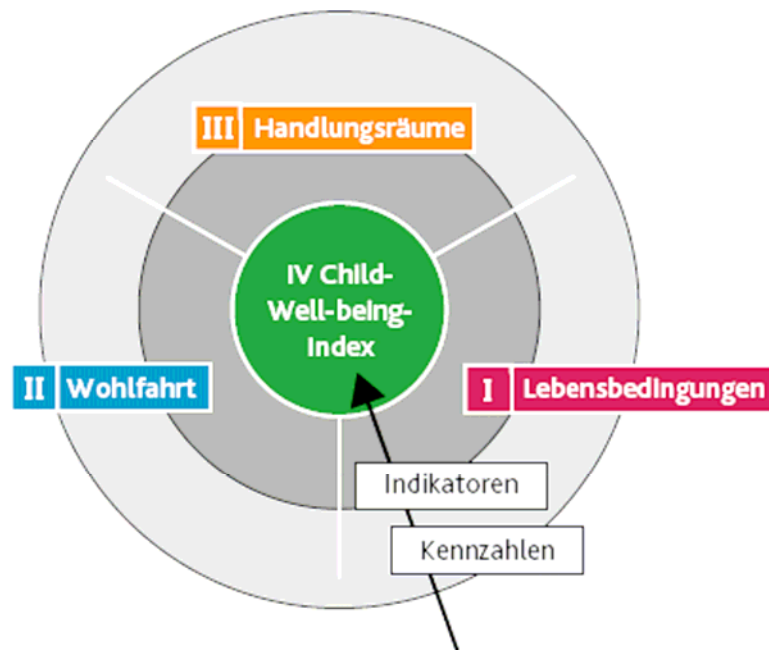 III Handlungsräume
IV Child-
Well-being-
Index
II Wohlfahrt
I Lebensbedingungen
Indikatoren
Kennzahlen